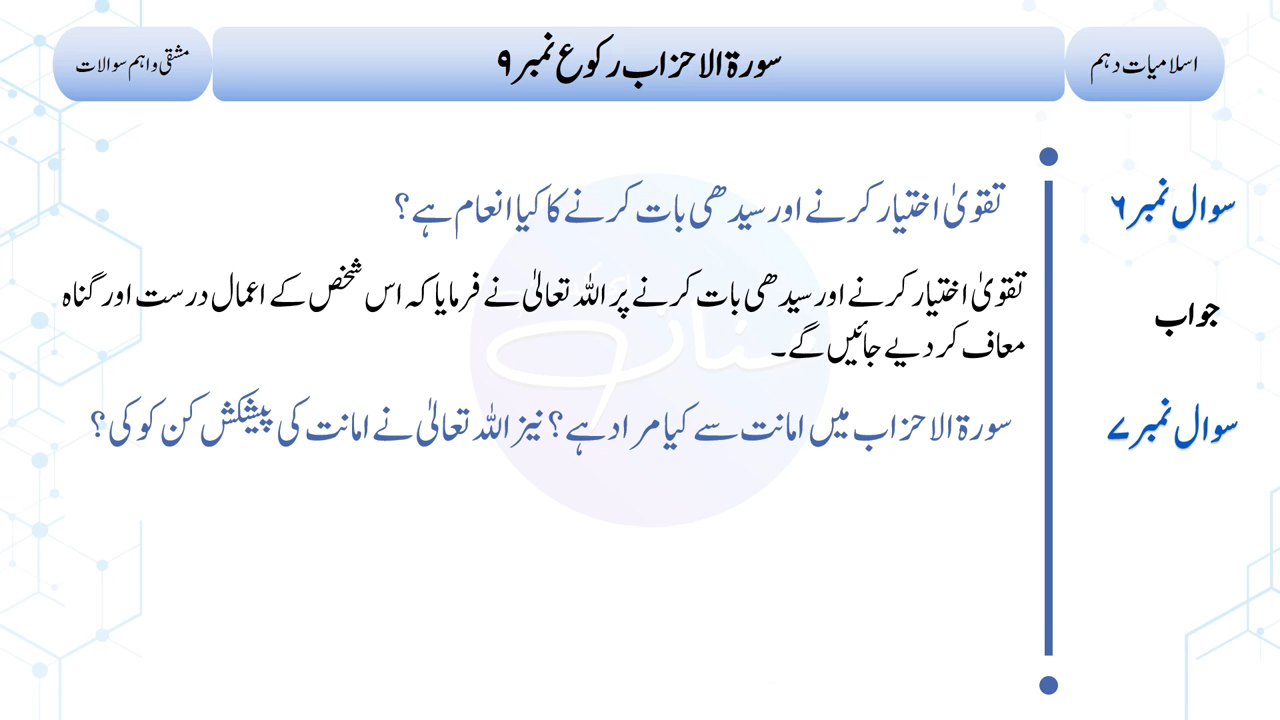 اسلامیات دہم
سورۃ الاحزاب رکوع نمبر ۹
مشقی و اہم سوالات
سوال نمبر ۶
تقویٰ اختیار کرنے اور سیدھی بات کرنے کا کیا انعام ہے؟
جواب
تقویٰ اختیار کرنے اور سیدھی بات کرنے پر اللہ تعالیٰ نے فرمایا کہ اس شخص کے اعمال درست اور گناہ
معاف کر دیے جائیں گے۔
سوال نمبر ۷
سورۃ الاحزاب میں امانت سے کیا مراد ہے؟ نیز اللہ تعالیٰ نے امانت کی پیشکش کن کو کی؟